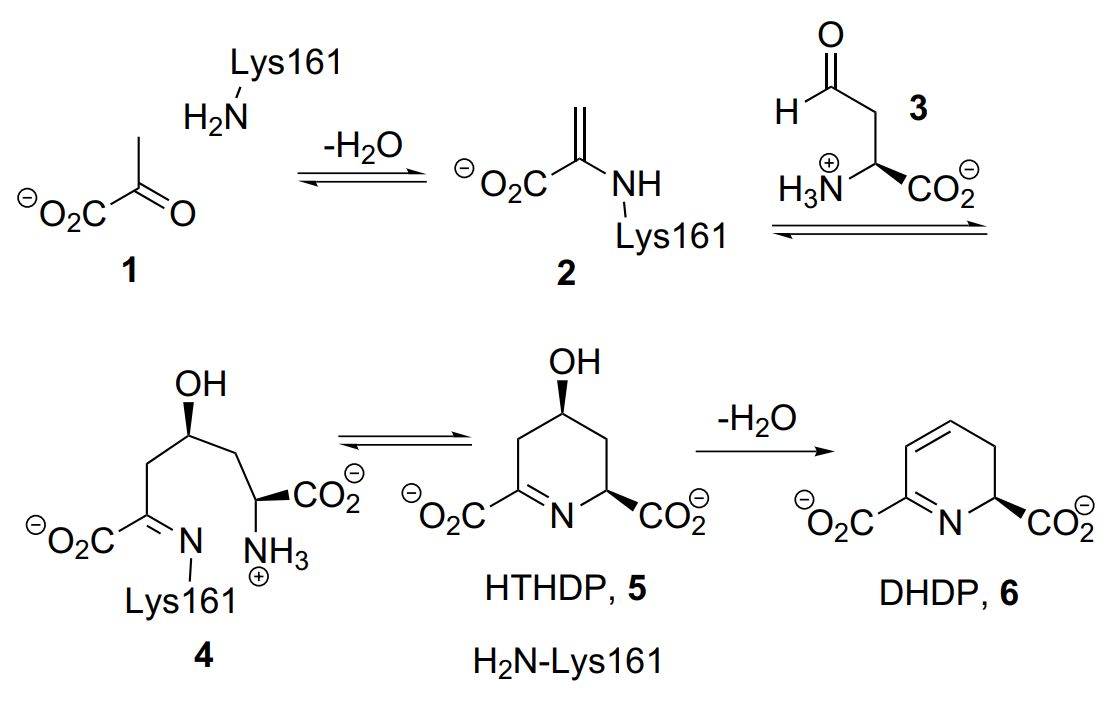 Lys161
H₂N
⊖O₂C
O
1
-H₂O
⊖O₂C
NH
Lys161
2
O
H
3
⊕
H₃N
CO₂⊖
OH
⊖O₂C
N
Lys161
CO₂⊖
NH₃
⊕
4
OH
⊖O₂C
N
CO₂⊖
HTHDP, 5
H₂N-Lys161
-H₂O
⊖O₂C
N
CO₂⊖
DHDP, 6